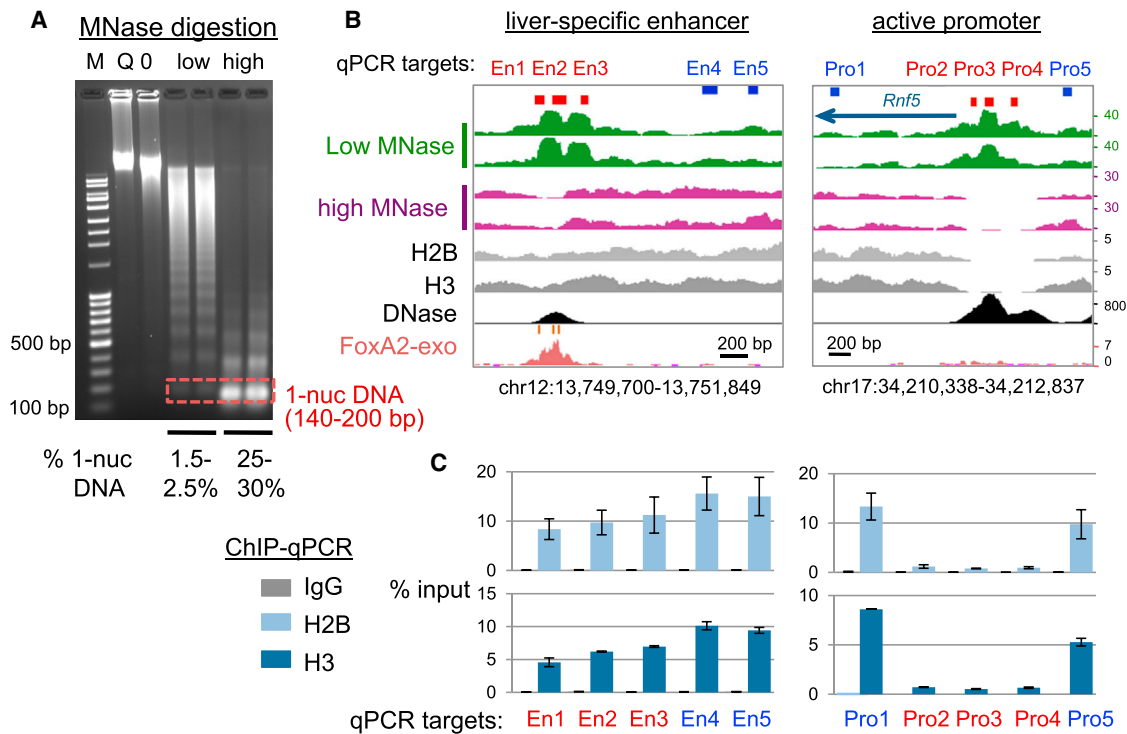 A
MNase digestion
M Q 0 low high
500 bp
100 bp
1-nuc DNA
(140-200 bp)
% 1-nuc 1.5- 25-
DNA 2.5% 30%
B
liver-specific enhancer active promoter
qPCR targets: En1 En2 En3 En4 En5 Pro1 Pro2 Pro3 Pro4 Pro5
Rnf5
Low MNase
40
40
high MNase
30
30
H2B
5
H3
5
DNase
800
FoxA2-exo
7
0
200 bp 200 bp
chr12:13,749,700-13,751,849 chr17:34,210,338-34,212,837
C
ChIP-qPCR
IgG
H2B
H3
% input
20 20
10 10
0 0
15 10
10 5
5 0
0
qPCR targets: En1 En2 En3 En4 En5 Pro1 Pro2 Pro3 Pro4 Pro5